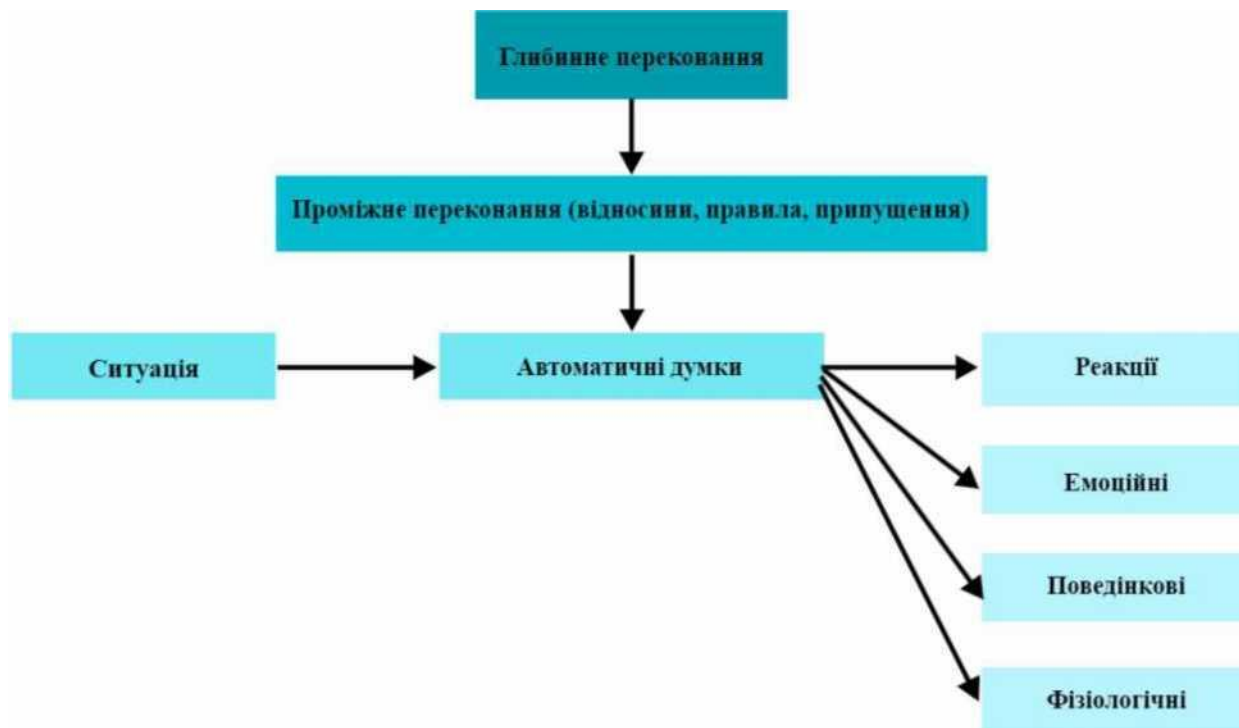 Глибинне переконання
Проміжне переконання (відносини, правила, припущення)
Ситуація
Автоматичні думки
Реакції
Емоційні
Поведінкові
Фізіологічні